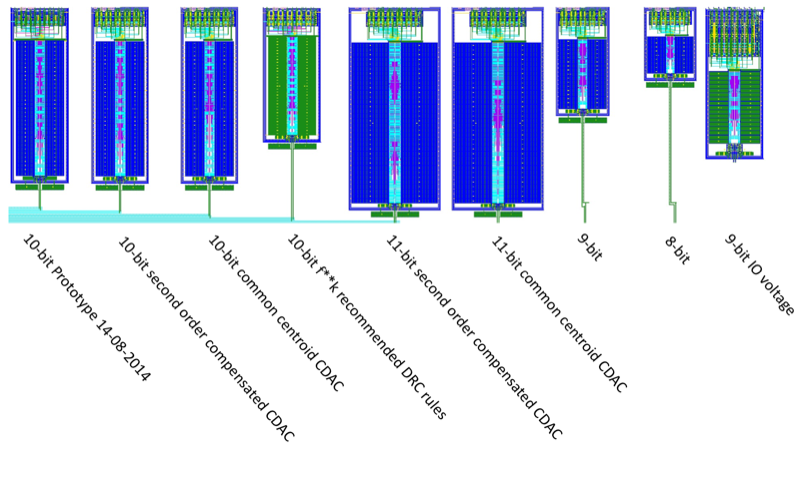 10-bit Prototype 14-08-2014
10-bit second order compensated CDAC
10-bit common centroid CDAC
10-bit f**k recommended DRC rules
11-bit second order compensated CDAC
11-bit common centroid CDAC
9-bit
8-bit
9-bit IO voltage